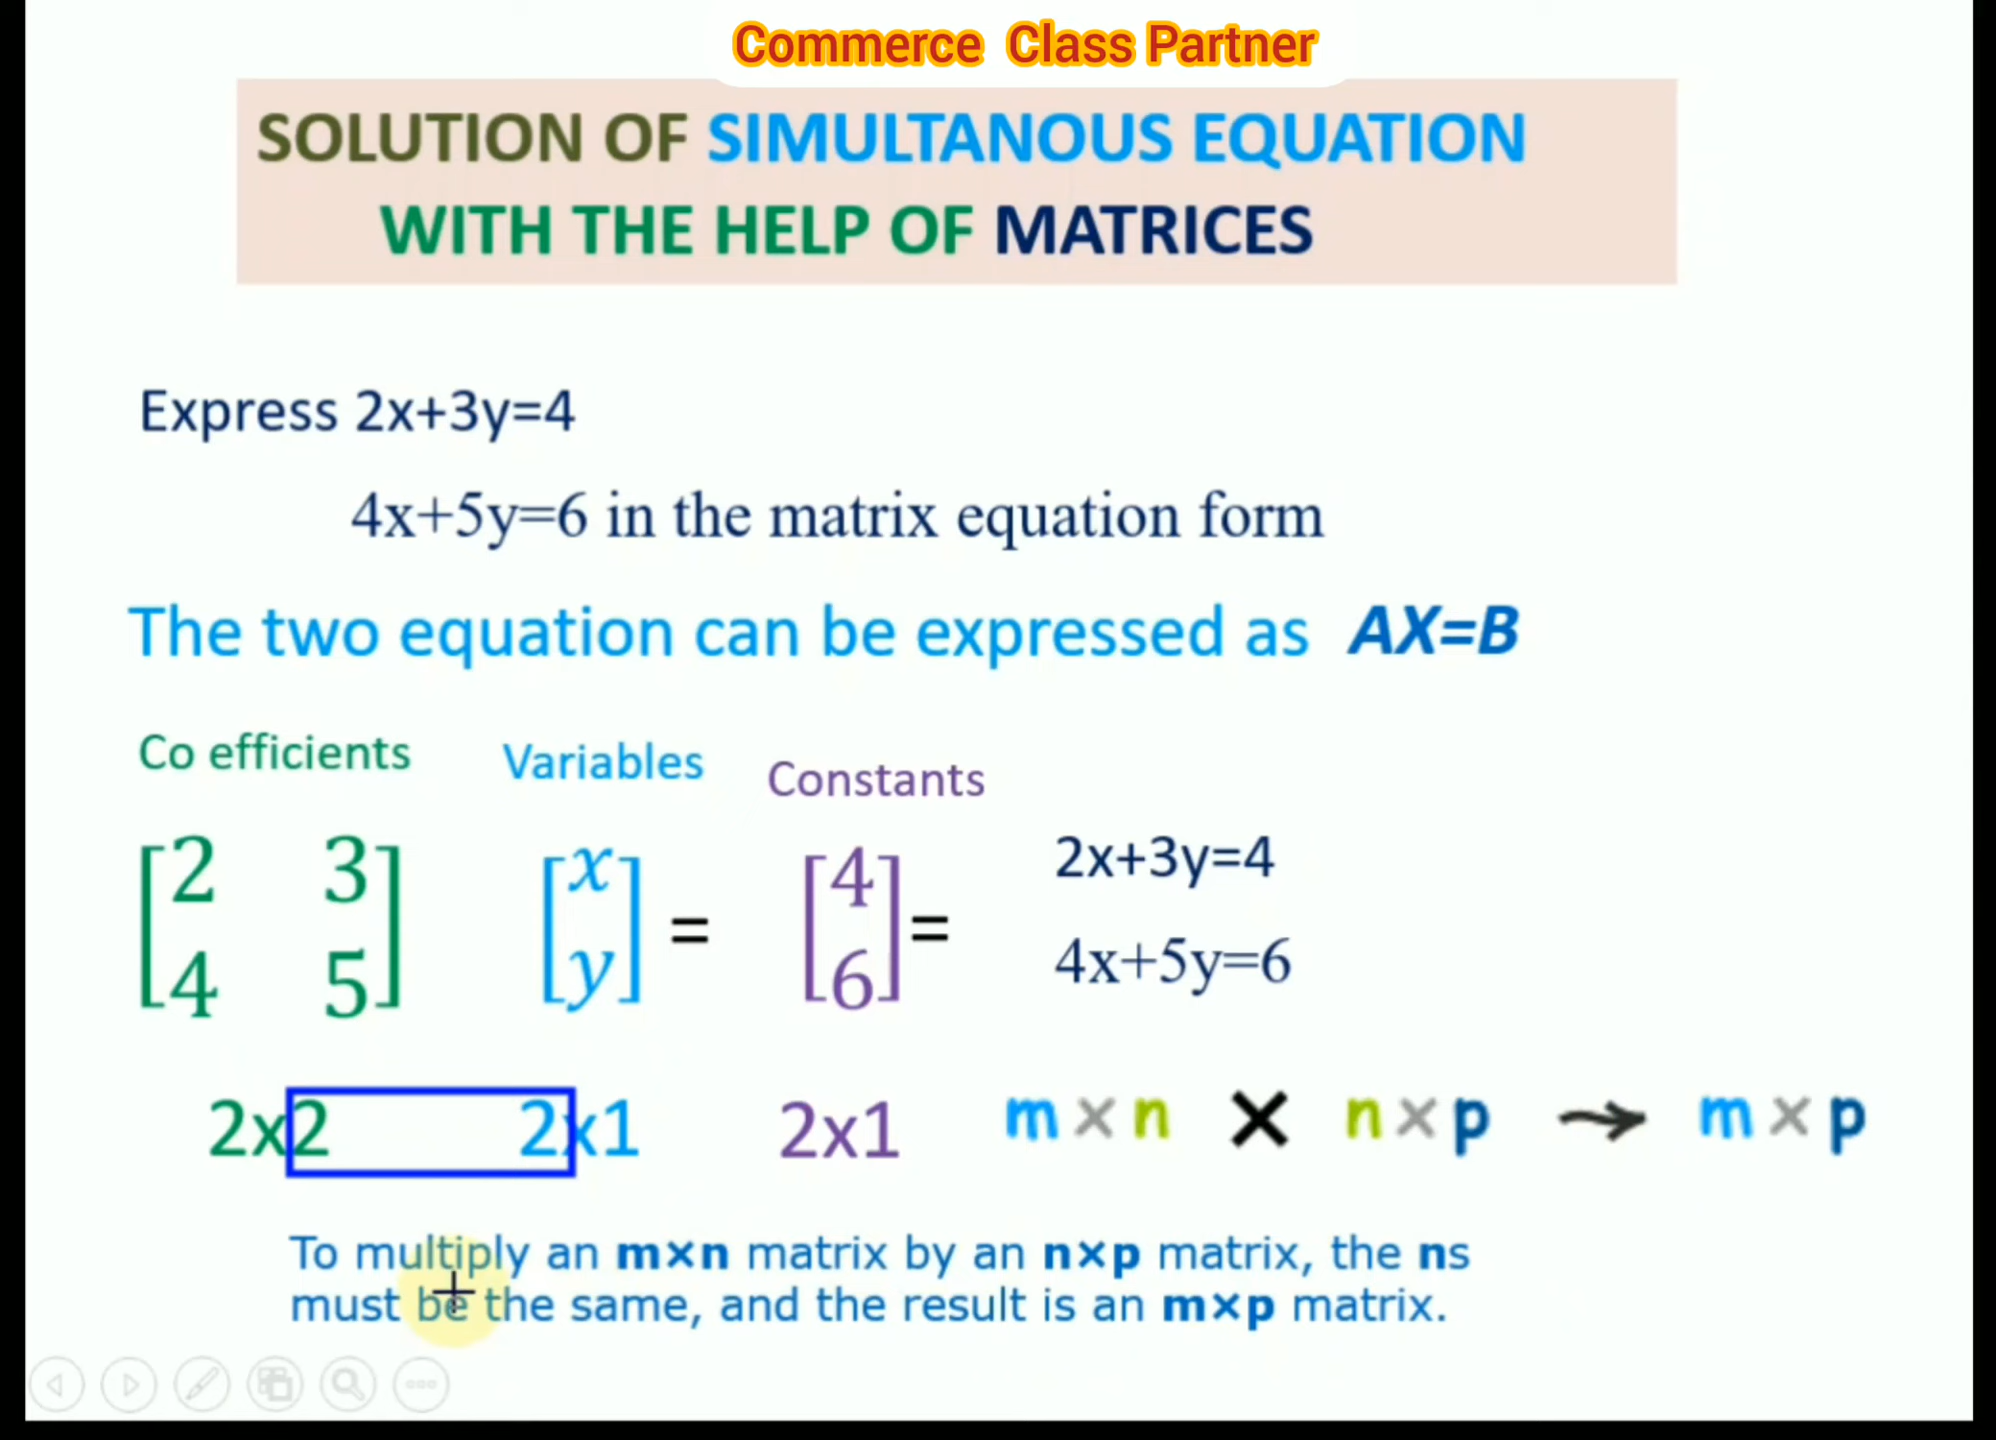 Commerce Class Partner
SOLUTION OF SIMULTANOUS EQUATION
WITH THE HELP OF MATRICES
Express 2x+3y=4
4x+5y=6 in the matrix equation form
The two equation can be expressed as AX=B
Co efficients Variables Constants
[2 3] [x] = [4] = 2x+3y=4
[4 5] [y] [6] 4x+5y=6
2x2 2x1 2x1 m × n × n × p → m × p
To multiply an m×n matrix by an n×p matrix, the ns
must be the same, and the result is an m×p matrix.